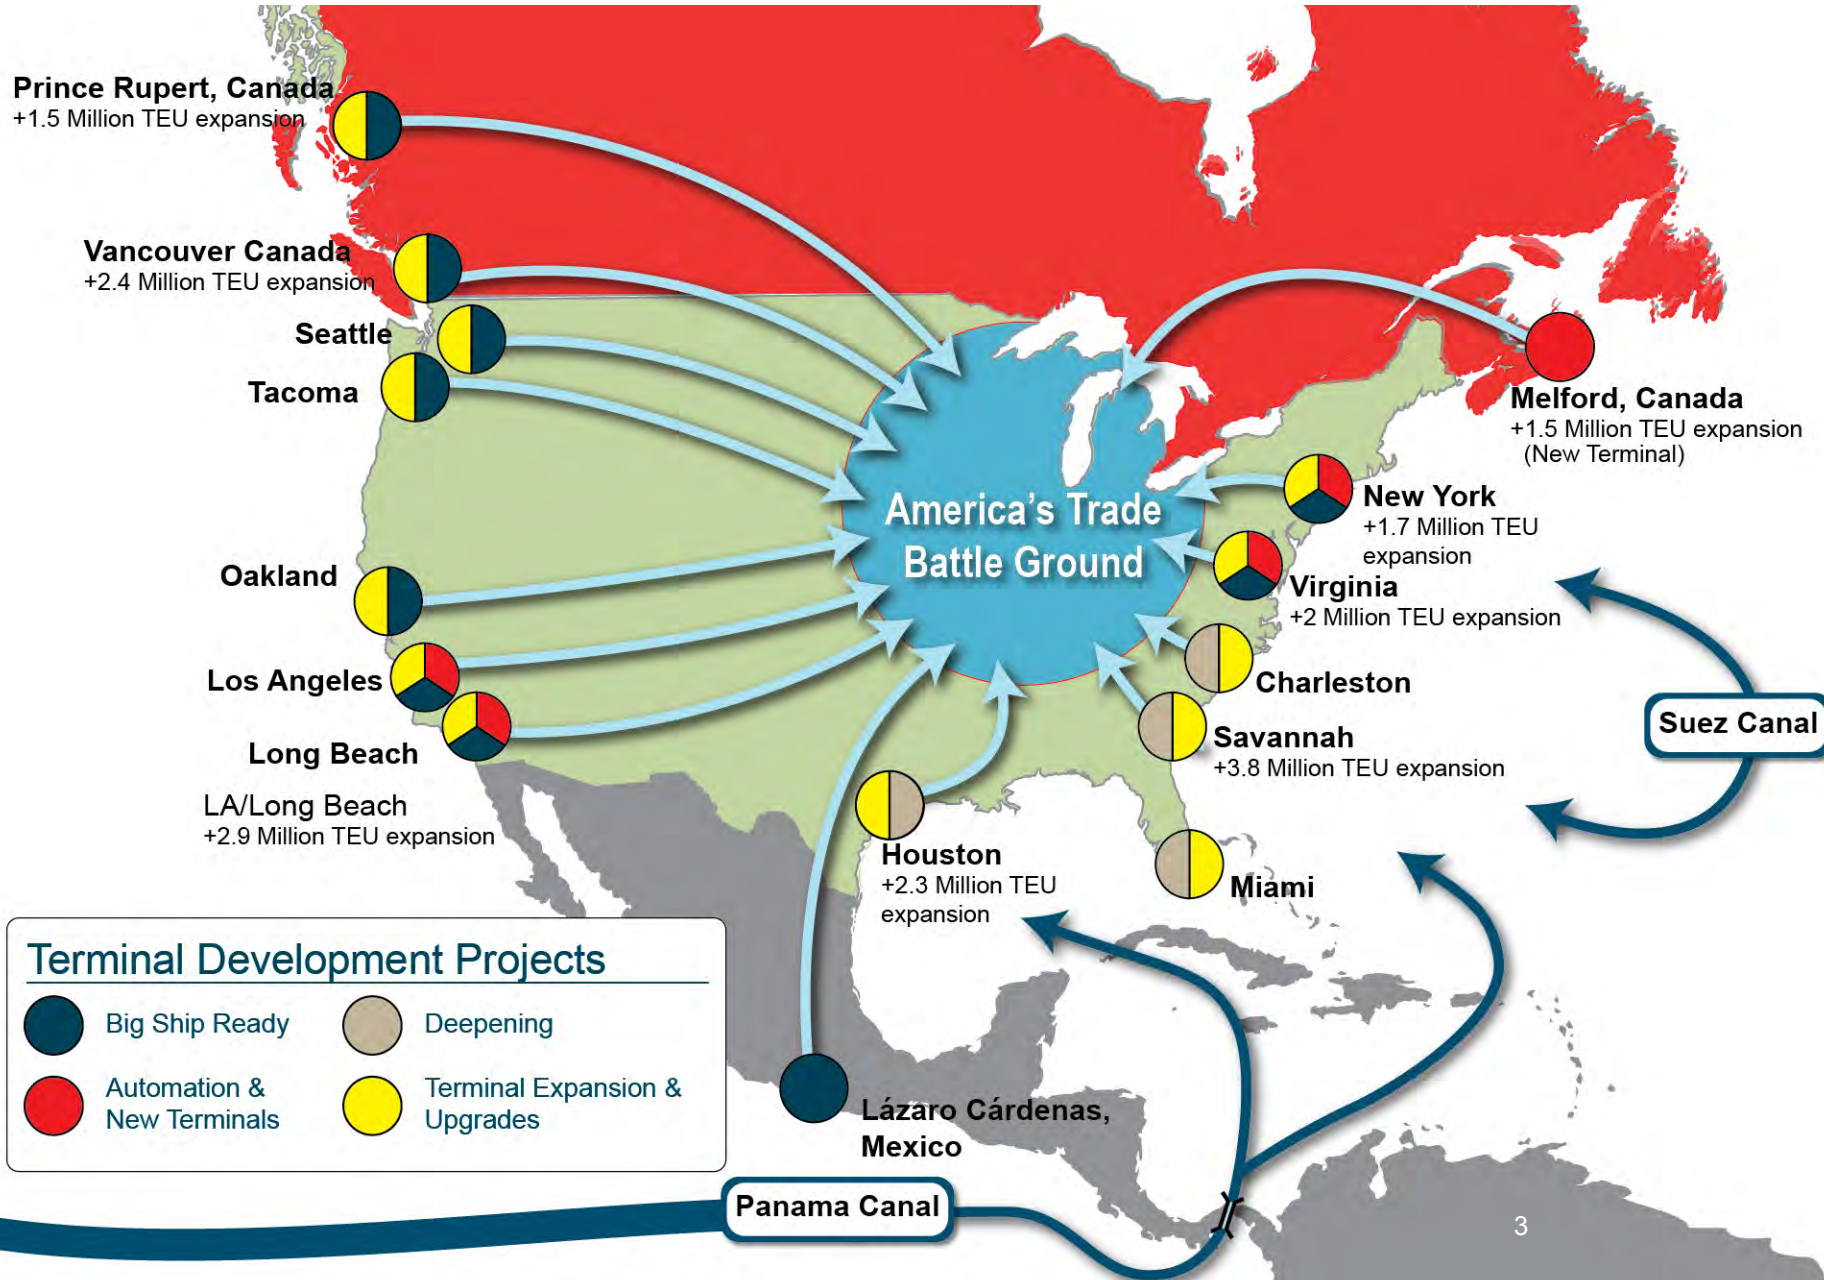 Prince Rupert, Canada
+1.5 Million TEU expansion
Vancouver Canada
+2.4 Million TEU expansion
Seattle
Tacoma
Oakland
Los Angeles
Long Beach
LA/Long Beach
+2.9 Million TEU expansion
America's Trade
Battle Ground
Melford, Canada
+1.5 Million TEU expansion
(New Terminal)
New York
+1.7 Million TEU
expansion
Virginia
+2 Million TEU expansion
Charleston
Savannah
+3.8 Million TEU expansion
Suez Canal
Houston
+2.3 Million TEU
expansion
Miami
Terminal Development Projects
Big Ship Ready
Deepening
Automation &
New Terminals
Terminal Expansion &
Upgrades
Lázaro Cárdenas,
Mexico
Panama Canal
3